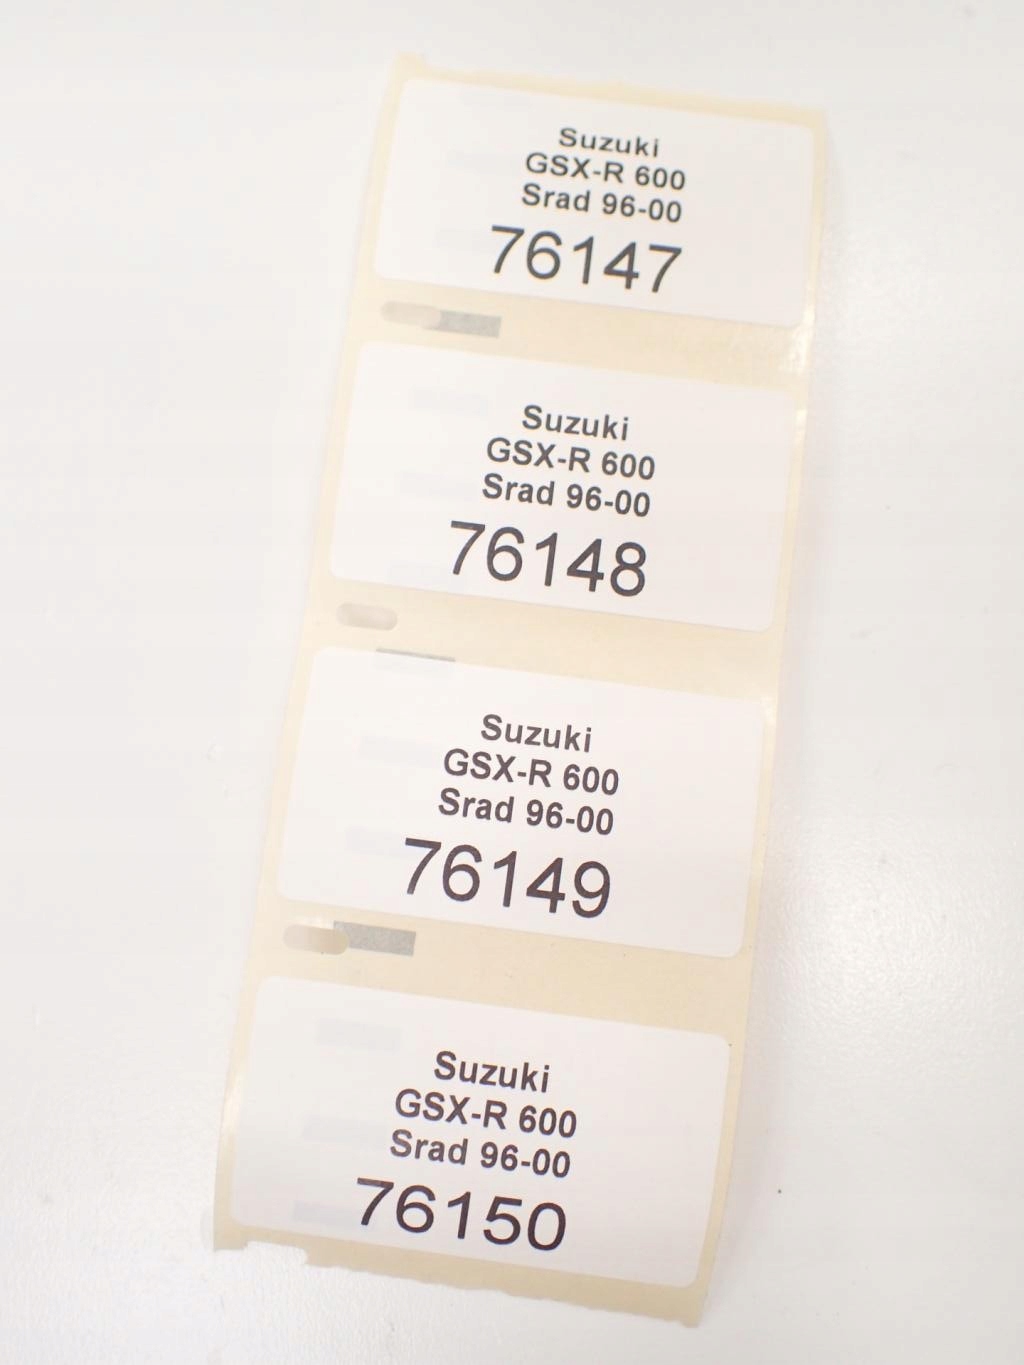 Suzuki
GSX-R 600
Srad 96-00
76147
Suzuki
GSX-R 600
Srad 96-00
76148
Suzuki
GSX-R 600
Srad 96-00
76149
Suzuki
GSX-R 600
Srad 96-00
76150